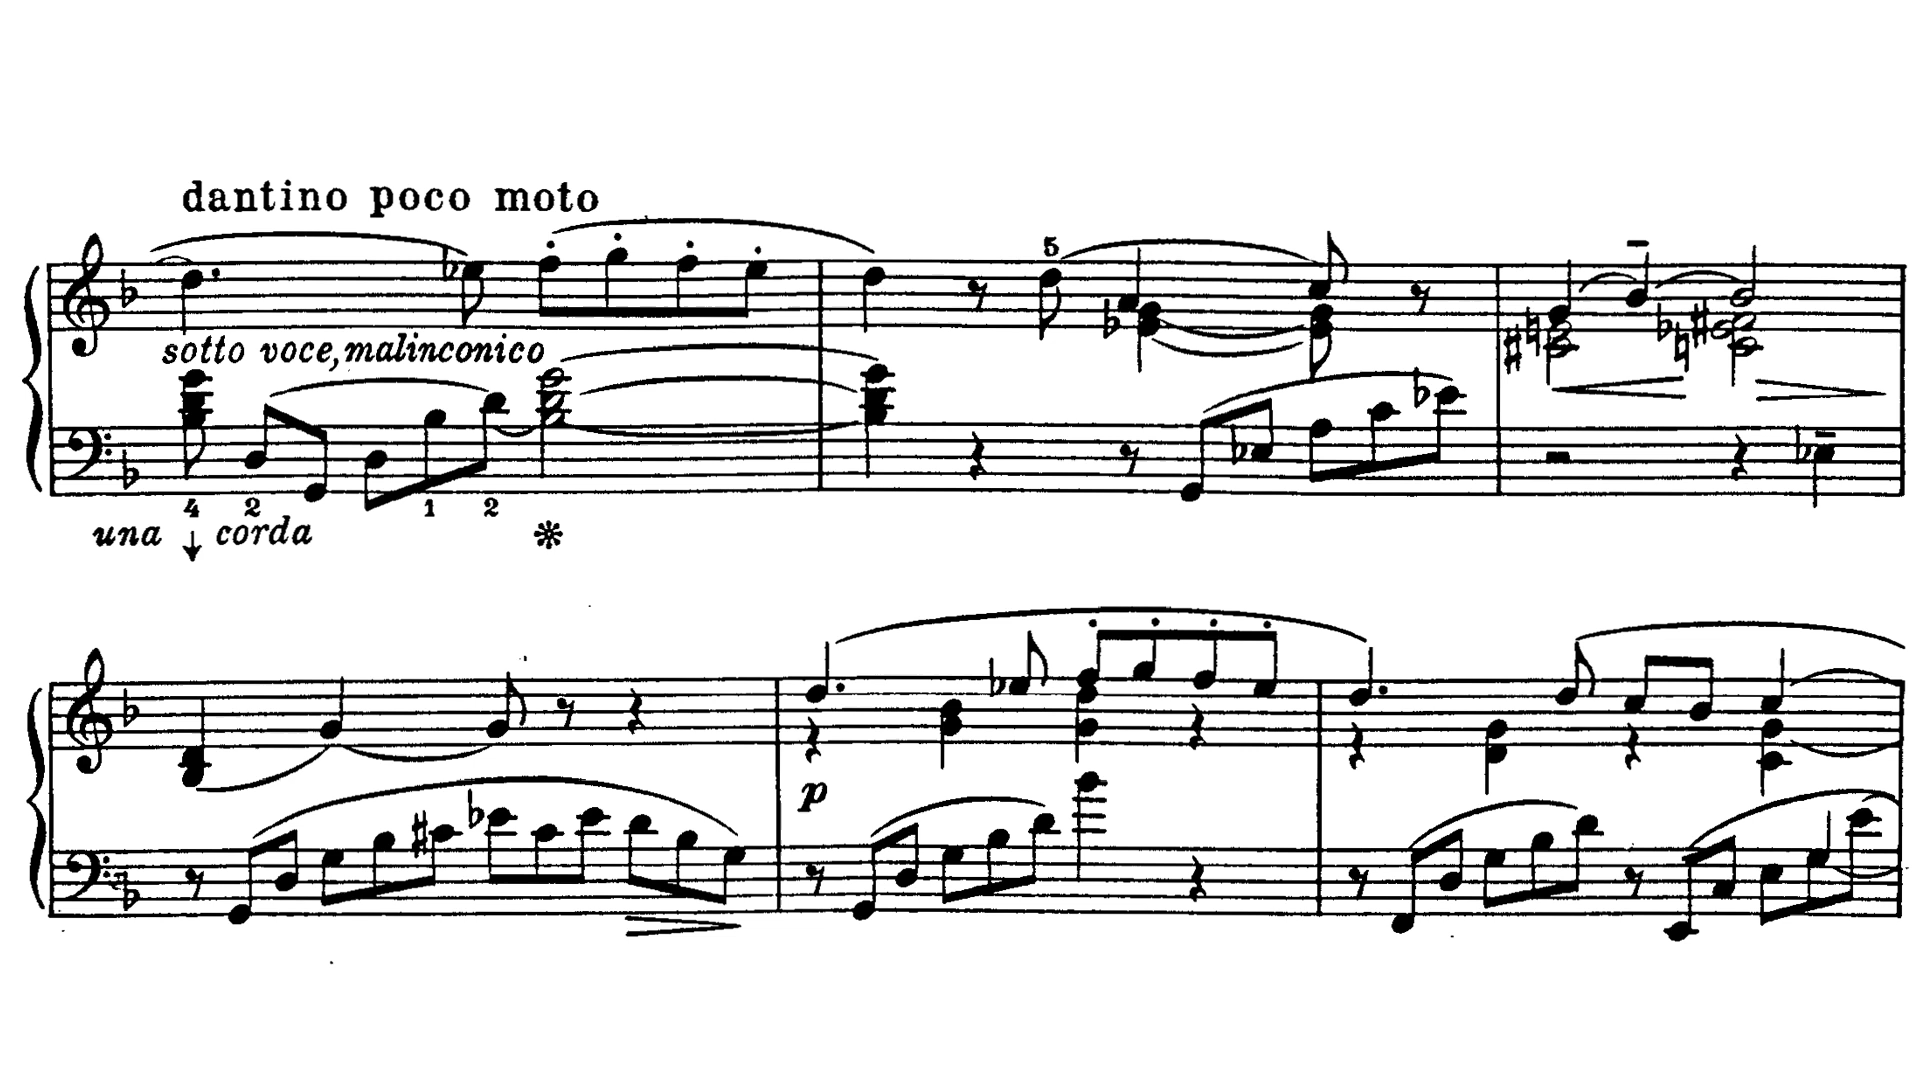 dantino poco moto
5
sotto voce, malinconico
4 2 1 2
una corda
p